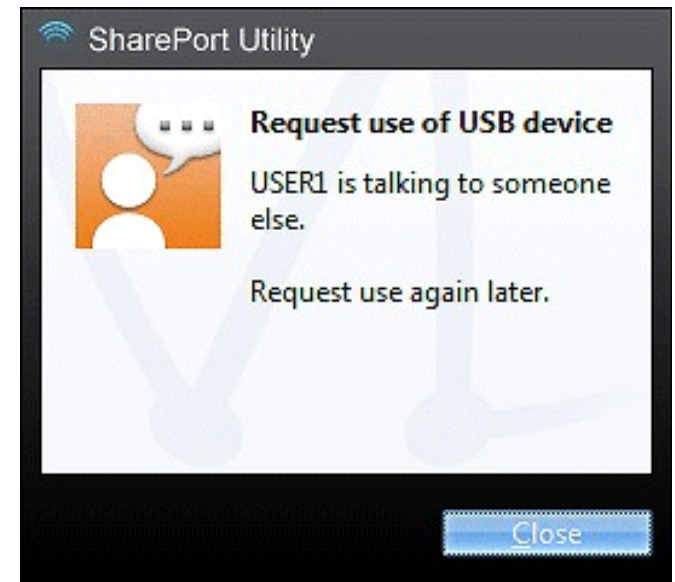 SharePort Utility
Request use of USB device
USER1 is talking to someone
else.
Request use again later.
Close